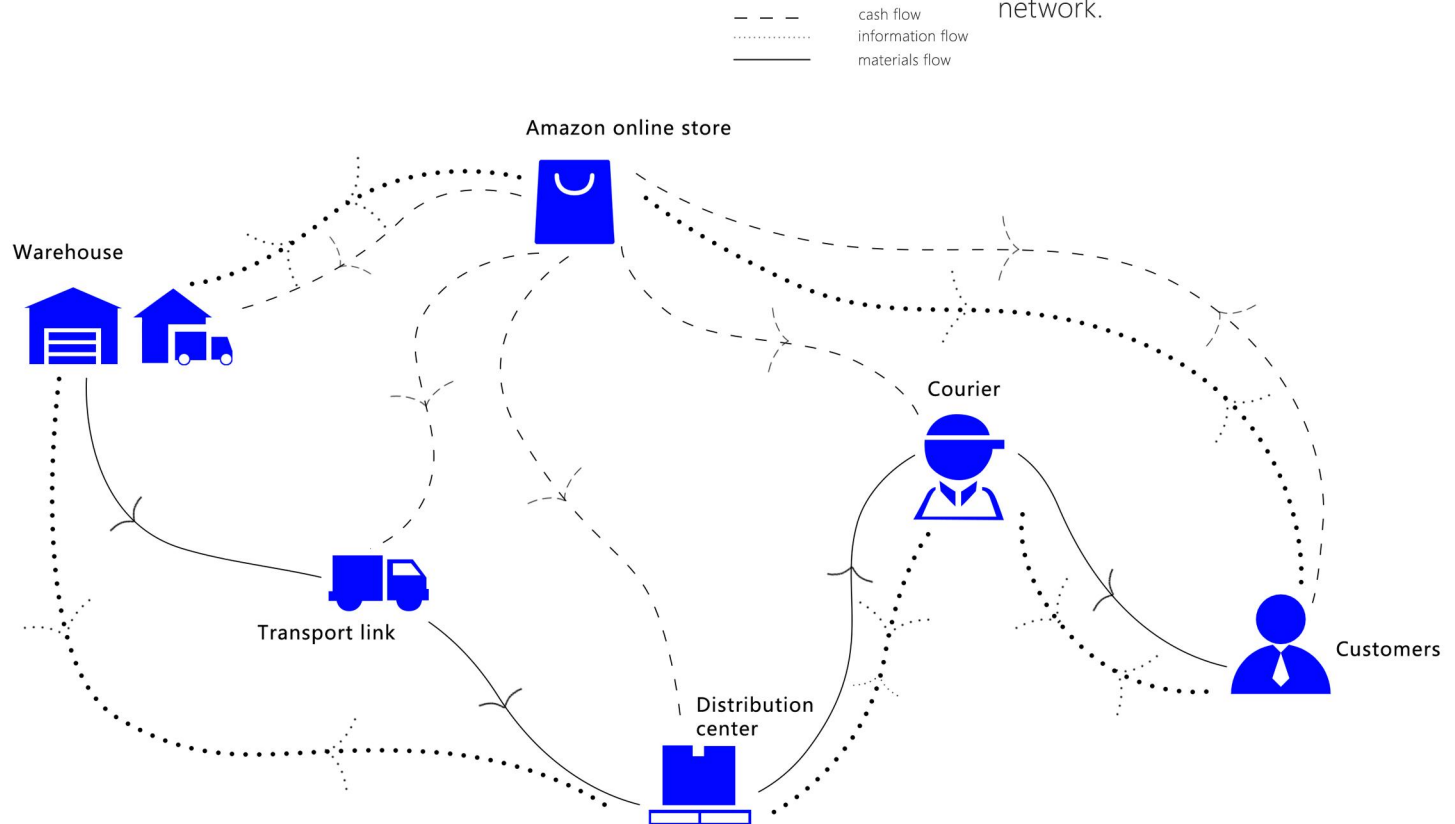 network.
cash flow
information flow
materials flow
Amazon online store
Warehouse
Courier
Transport link
Customers
Distribution
center